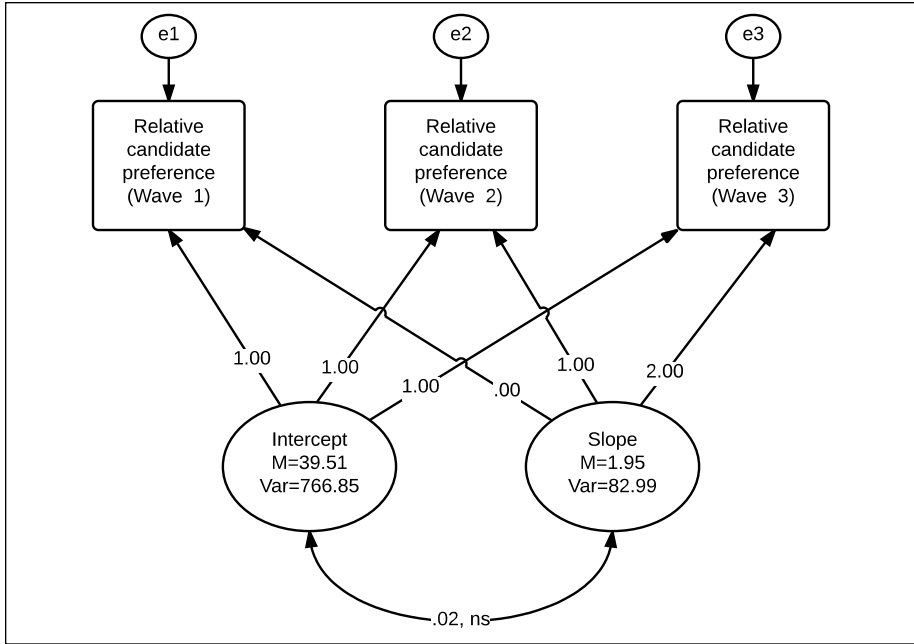 e1
e2
e3
Relative
candidate
preference
(Wave 1)
Relative
candidate
preference
(Wave 2)
Relative
candidate
preference
(Wave 3)
1.00
1.00
1.00
.00
1.00
2.00
Intercept
M=39.51
Var=766.85
Slope
M=1.95
Var=82.99
.02, ns